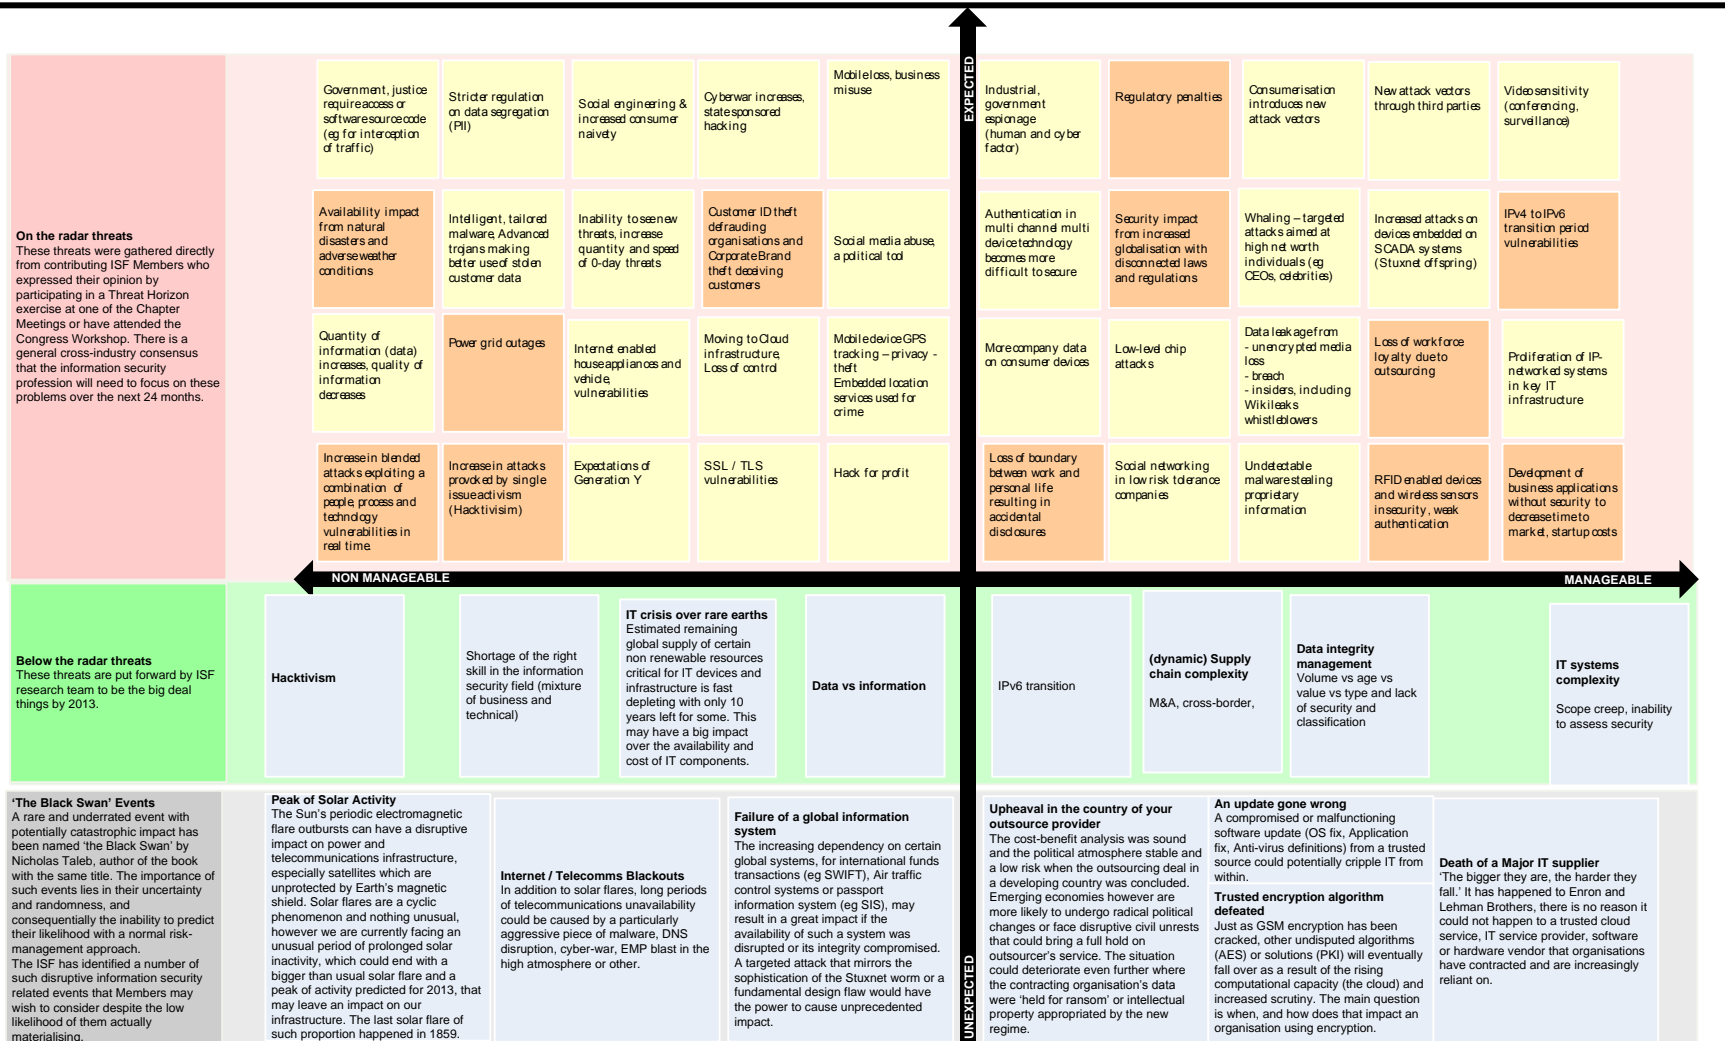 EXPECTED
On the radar threats
These threats were gathered directly
from contributing ISF Members who
expressed their opinion by
participating in a Threat Horizon
exercise at one of the Chapter
Meetings or have attended the
Congress Workshop. There is a
general cross-industry consensus
that the information security
profession will need to focus on these
problems over the next 24 months.
Government, justice
require access or
software source code
(eg for interception
of traffic)
Stricter regulation
on data segregation
(PII)
Social engineering &
increased consumer
naivety
Cyberwar increases,
state sponsored
hacking
Mobile loss, business
misuse
Industrial,
government
espionage
(human and cyber
factor)
Regulatory penalties
Consumerisation
introduces new
attack vectors
New attack vectors
through third parties
Video sensitivity
(conferencing,
surveillance)
Availability impact
from natural
disasters and
adverse weather
conditions
Intelligent, tailored
malware, Advanced
trojans making
better use of stolen
customer data
Inability to see new
threats, increase
quantity and speed
of 0-day threats
Customer ID theft
defrauding
organisations and
Corporate Brand
theft deceiving
customers
Social media abuse,
a political tool
Authentication in
multi channel multi
device technology
becomes more
difficult to secure
Security impact
from increased
globalisation with
disconnected laws
and regulations
Whaling – targeted
attacks aimed at
high net worth
individuals (eg
CEOs, celebrities)
Increased attacks on
devices embedded on
SCADA systems
(Stuxnet offspring)
IPv4 to IPv6
transition period
vulnerabilities
Quantity of
information (data)
increases, quality of
information
decreases
Power grid outages
Internet enabled
house appliances and
vehicle,
vulnerabilities
Moving to Cloud
infrastructure,
Loss of control
Mobile device GPS
tracking – privacy -
theft
Embedded location
services used for
crime
More company data
on consumer devices
Low-level chip
attacks
Data leakage from
- unencrypted media
loss
- breach
- insiders, including
Wikileaks
whistleblowers
Loss of workforce
loyalty due to
outsourcing
Proliferation of IP-
networked systems
in key IT
infrastructure
Increase in blended
attacks exploiting a
combination of
people, process and
technology
vulnerabilities in
real time.
Increase in attacks
provoked by single
issue activism
(Hacktivisim)
Expectations of
Generation Y
SSL / TLS
vulnerabilities
Hack for profit
Loss of boundary
between work and
personal life
resulting in
accidental
disclosures
Social networking
in low risk tolerance
companies
Undetectable
malware stealing
proprietary
information
RFID enabled devices
and wireless sensors
insecurity, weak
authentication
Development of
business applications
without security to
decrease time to
market, startup costs
NON MANAGEABLE
MANAGEABLE
Below the radar threats
These threats are put forward by ISF
research team to be the big deal
things by 2013.
Hacktivism
Shortage of the right
skill in the information
security field (mixture
of business and
technical)
IT crisis over rare earths
Estimated remaining
global supply of certain
non renewable resources
critical for IT devices and
infrastructure is fast
depleting with only 10
years left for some. This
may have a big impact
over the availability and
cost of IT components.
Data vs information
IPv6 transition
(dynamic) Supply
chain complexity
M&A, cross-border,
Data integrity
management
Volume vs age vs
value vs type and lack
of security and
classification
IT systems
complexity
Scope creep, inability
to assess security
‘The Black Swan’ Events
A rare and underrated event with
potentially catastrophic impact has
been named ‘the Black Swan’ by
Nicholas Taleb, author of the book
with the same title. The importance of
such events lies in their uncertainty
and randomness, and
consequentially the inability to predict
their likelihood with a normal risk-
management approach.
The ISF has identified a number of
such disruptive information security
related events that Members may
wish to consider despite the low
likelihood of them actually
materialising.
Peak of Solar Activity
The Sun’s periodic electromagnetic
flare outbursts can have a disruptive
impact on power and
telecommunications infrastructure,
especially satellites which are
unprotected by Earth’s magnetic
shield. Solar flares are a cyclic
phenomenon and nothing unusual,
however we are currently facing an
unusual period of prolonged solar
inactivity, which could end with a
bigger than usual solar flare and a
peak of activity predicted for 2013, that
may leave an impact on our
infrastructure. The last solar flare of
such proportion happened in 1859.
Internet / Telecomms Blackouts
In addition to solar flares, long periods
of telecommunications unavailability
could be caused by a particularly
aggressive piece of malware, DNS
disruption, cyber-war, EMP blast in the
high atmosphere or other.
Failure of a global information
system
The increasing dependency on certain
global systems, for international funds
transactions (eg SWIFT), Air traffic
control systems or passport
information system (eg SIS), may
result in a great impact if the
availability of such a system was
disrupted or its integrity compromised.
A targeted attack that mirrors the
sophistication of the Stuxnet worm or a
fundamental design flaw would have
the power to cause unprecedented
impact.
UNEXPECTED
Upheaval in the country of your
outsource provider
The cost-benefit analysis was sound
and the political atmosphere stable and
a low risk when the outsourcing deal in
a developing country was concluded.
Emerging economies however are
more likely to undergo radical political
changes or face disruptive civil unrests
that could bring a full hold on
outsourcer’s service. The situation
could deteriorate even further where
the contracting organisation’s data
were ‘held for ransom’ or intellectual
property appropriated by the new
regime.
An update gone wrong
A compromised or malfunctioning
software update (OS fix, Application
fix, Anti-virus definitions) from a trusted
source could potentially cripple IT from
within.
Trusted encryption algorithm
defeated
Just as GSM encryption has been
cracked, other undisputed algorithms
(AES) or solutions (PKI) will eventually
fall over as a result of the rising
computational capacity (the cloud) and
increased scrutiny. The main question
is when, and how does that impact an
organisation using encryption.
Death of a Major IT supplier
‘The bigger they are, the harder they
fall.’ It has happened to Enron and
Lehman Brothers, there is no reason it
could not happen to a trusted cloud
service, IT service provider, software
or hardware vendor that organisations
have contracted and are increasingly
reliant on.